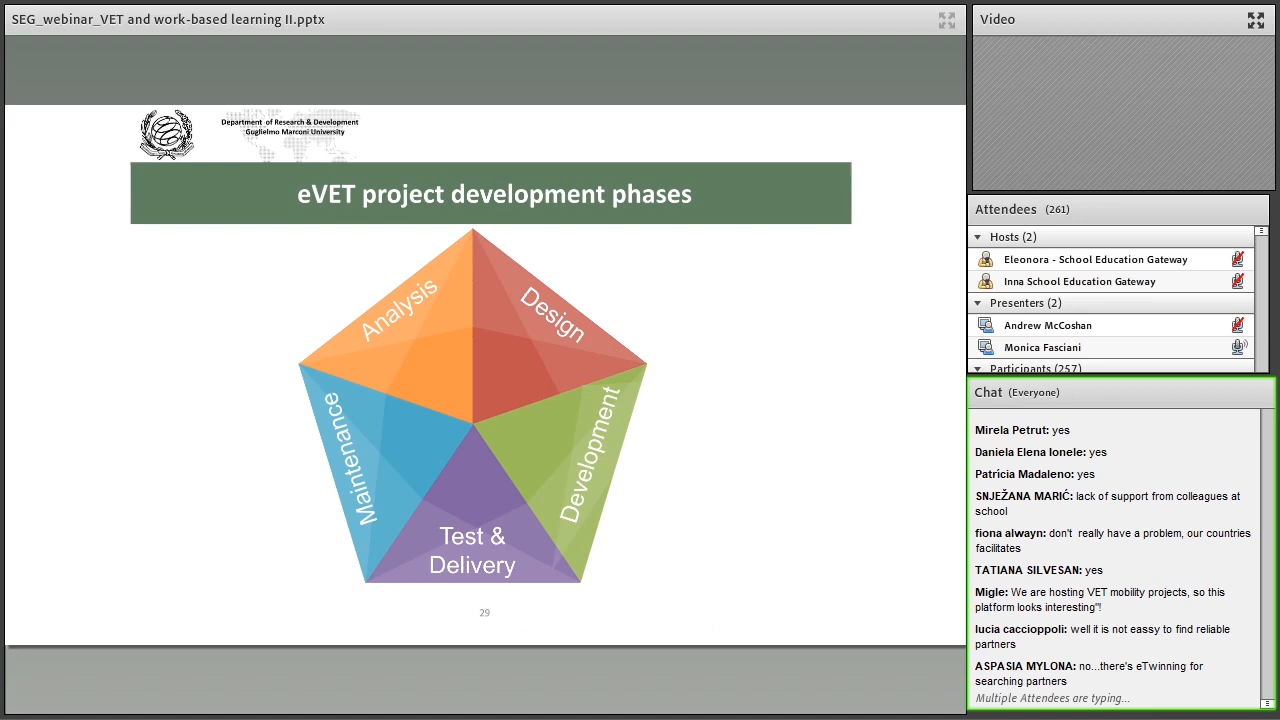 SEG_webinar_VET and work-based learning II.pptx
Department of Research & Development
Guglielmo Marconi University
eVET project development phases
Analysis
Design
Maintenance
Development
Test &
Delivery
29
Video
Attendees (261)
Hosts (2)
Eleonora - School Education Gateway
Inna School Education Gateway
Presenters (2)
Andrew McCoshan
Monica Fasciani
Participants (257)
Chat (Everyone)
Mirela Petrut: yes
Daniela Elena Ionele: yes
Patrícia Madaleno: yes
SNJEŽANA MARIĆ: lack of support from colleagues at
school
fiona alwayn: don't really have a problem, our countries
facilitates
TATIANA SILVESAN: yes
Migle: We are hosting VET mobility projects, so this
platform looks interesting"!
lucia caccioppoli: well it is not eassy to find reliable
partners
ASPASIA MYLONA: no...there's eTwinning for
searching partners
Multiple Attendees are typing...